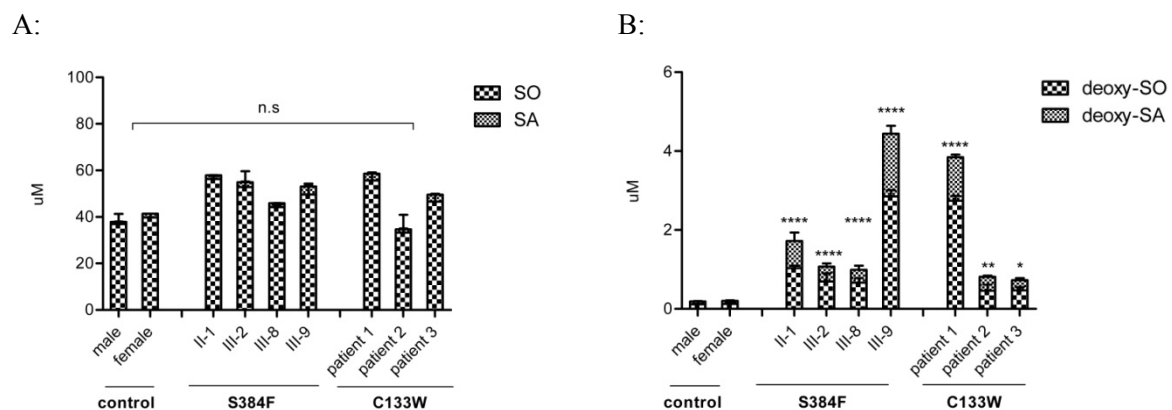 A:
100
80
60
40
20
0
uM
n.s
SO
SA
male
female
II-1
III-2
III-8
III-9
patient 1
patient 2
patient 3
control
S384F
C133W
B:
6
4
2
0
uM
deoxy-SO
deoxy-SA
****
****
****
****
****
**
*
male
female
II-1
III-2
III-8
III-9
patient 1
patient 2
patient 3
control
S384F
C133W